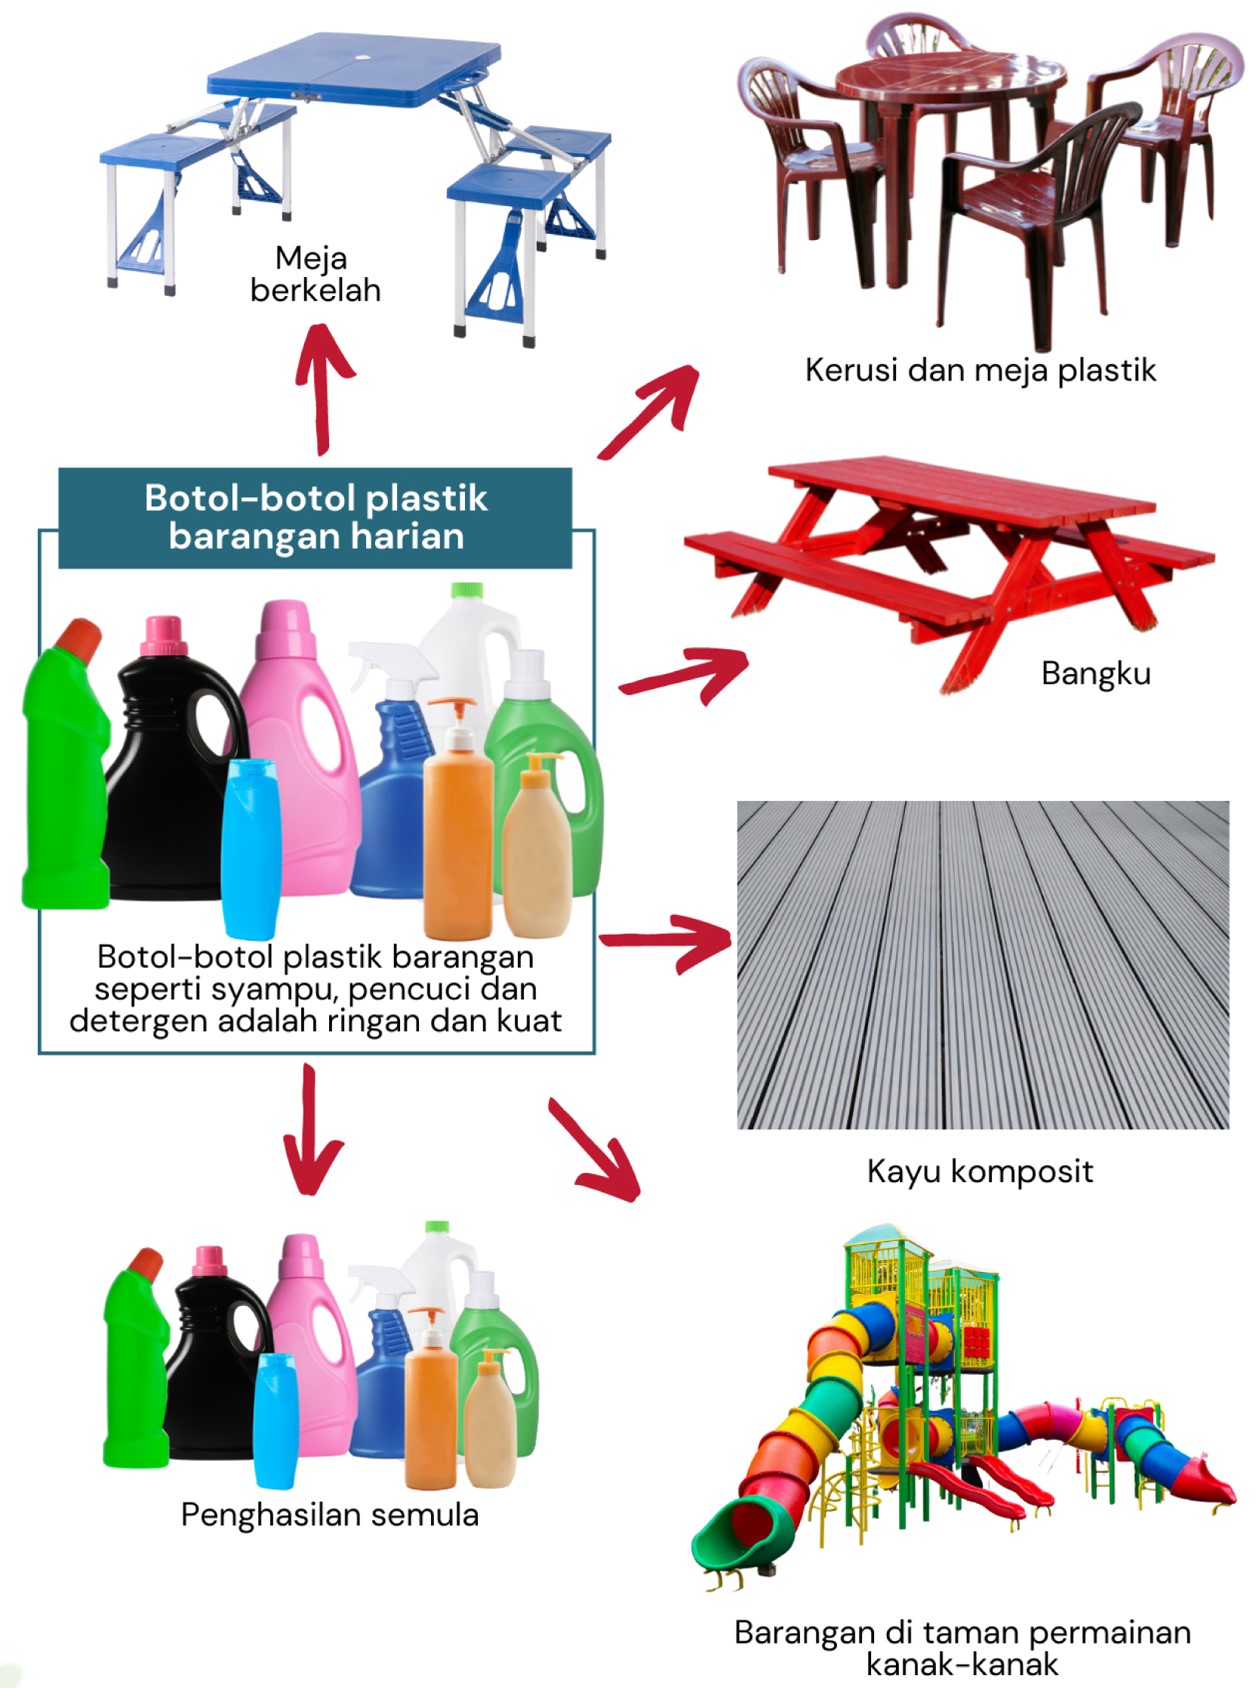 Meja
berkelah
Kerusi dan meja plastik
Botol-botol plastik
barangan harian
Bangku
Botol-botol plastik barangan
seperti syampu, pencuci dan
detergen adalah ringan dan kuat
Kayu komposit
Penghasilan semula
Barangan di taman permainan
kanak-kanak